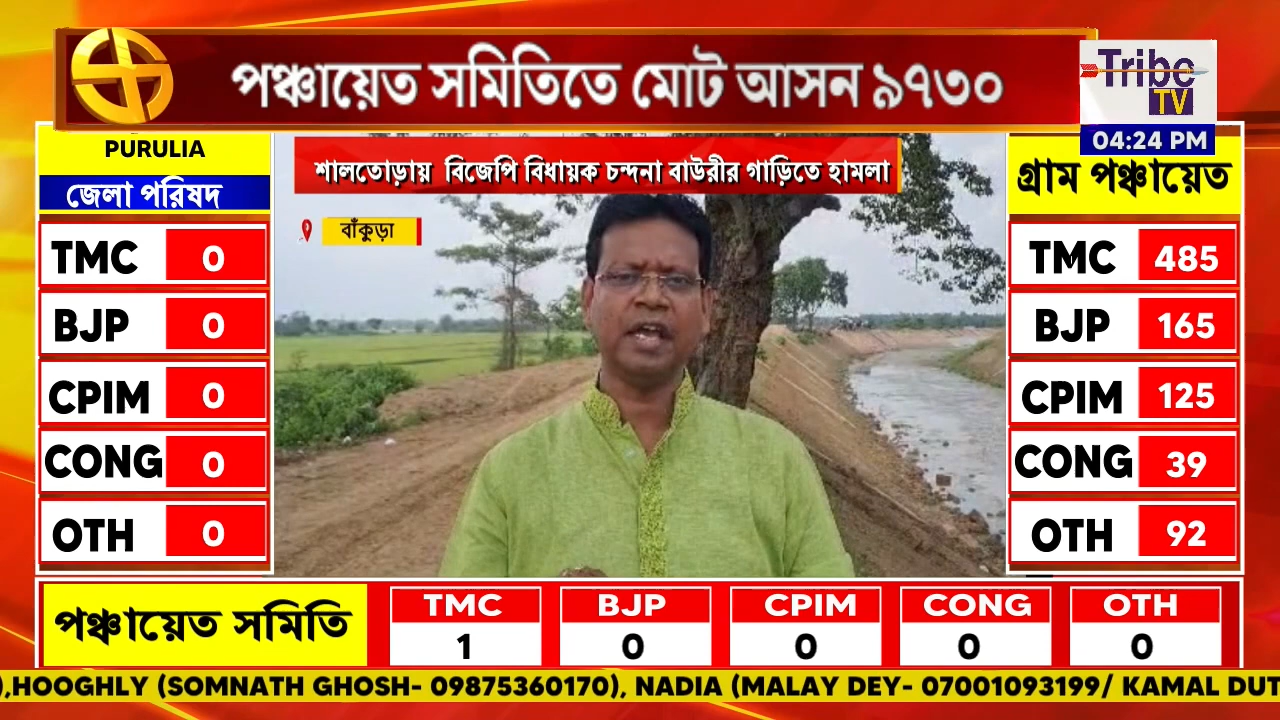 পঞ্চায়েত সমিতিতে মোট আসন ৯৭৩০
Tribe
TV
04:24 PM
PURULIA
জেলা পরিষদ
TMC 0
BJP 0
CPIM 0
CONG 0
OTH 0
শালতোড়ায় বিজেপি বিধায়ক চন্দনা বাউরীর গাড়িতে হামলা
বাঁকুড়া
গ্রাম পঞ্চায়েত
TMC 485
BJP 165
CPIM 125
CONG 39
OTH 92
পঞ্চায়েত সমিতি
TMC BJP CPIM CONG OTH
1 0 0 0 0
),HOOGHLY (SOMNATH GHOSH- 09875360170), NADIA (MALAY DEY- 07001093199/ KAMAL DUT